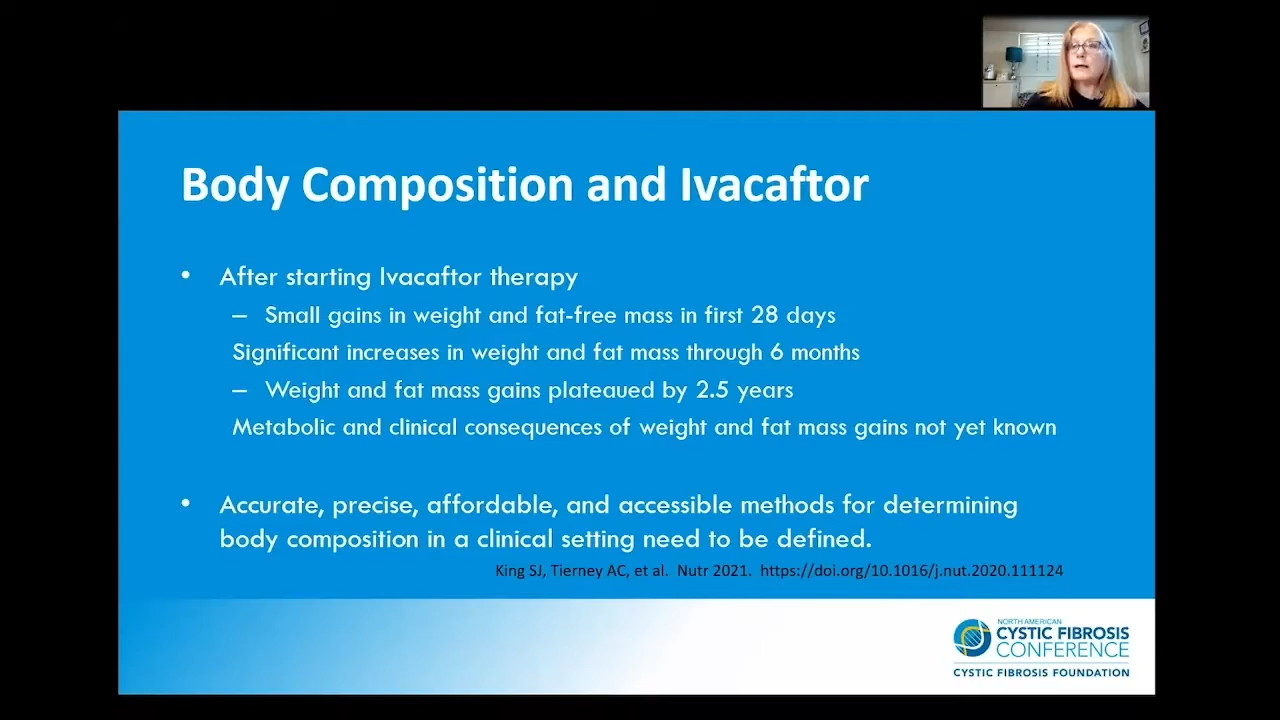 Body Composition and Ivacaftor
• After starting Ivacaftor therapy
– Small gains in weight and fat-free mass in first 28 days
Significant increases in weight and fat mass through 6 months
– Weight and fat mass gains plateaued by 2.5 years
Metabolic and clinical consequences of weight and fat mass gains not yet known
• Accurate, precise, affordable, and accessible methods for determining
body composition in a clinical setting need to be defined.
King SJ, Tierney AC, et al. Nutr 2021. https://doi.org/10.1016/j.nut.2020.111124
NORTH AMERICAN
CYSTIC FIBROSIS
CONFERENCE
CYSTIC FIBROSIS FOUNDATION